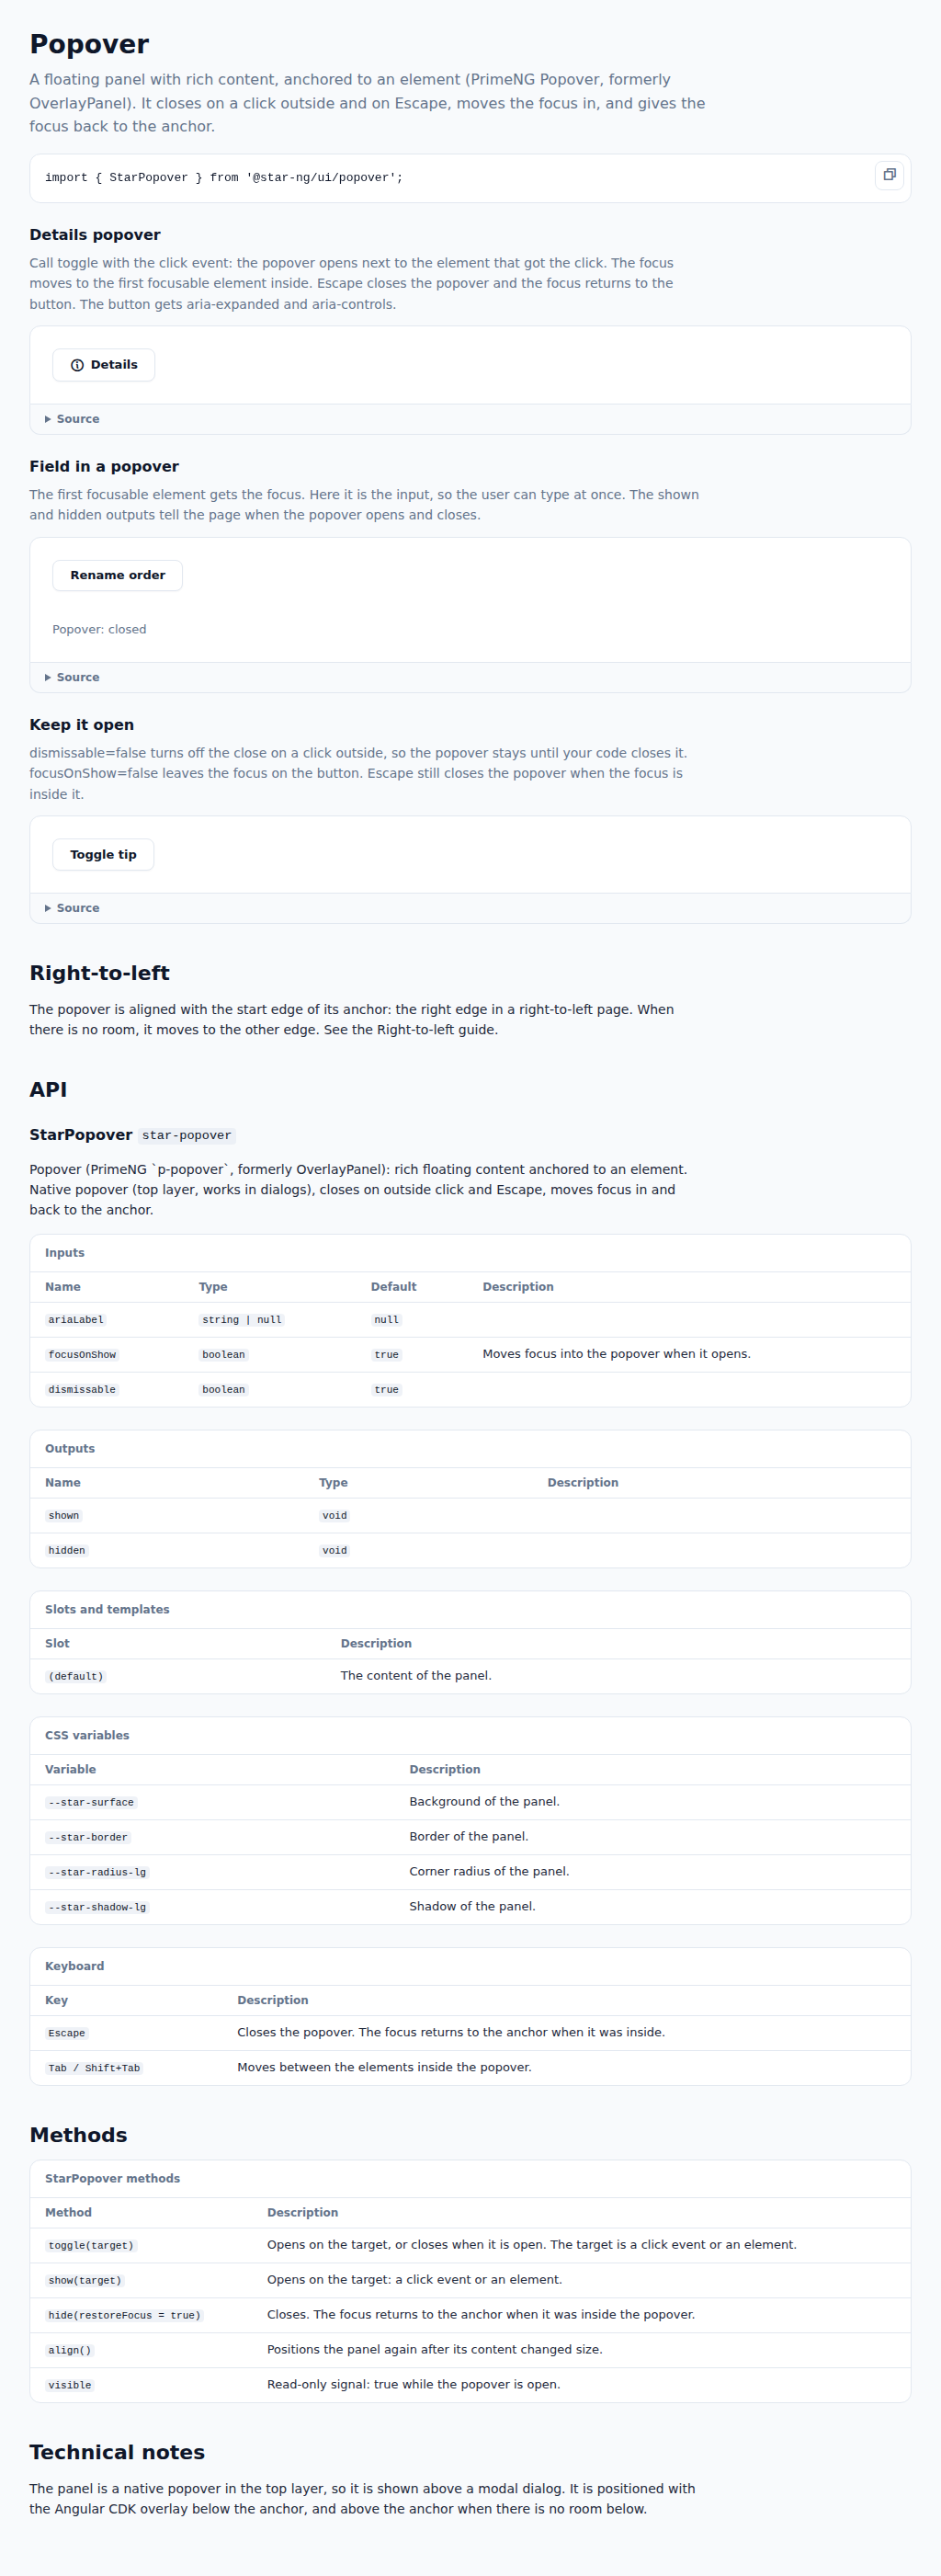 Popover
A floating panel with rich content, anchored to an element (PrimeNG Popover, formerly
OverlayPanel). It closes on a click outside and on Escape, moves the focus in, and gives the
focus back to the anchor.
import { StarPopover } from '@star-ng/ui/popover';
Details popover
Call toggle with the click event: the popover opens next to the element that got the click. The focus
moves to the first focusable element inside. Escape closes the popover and the focus returns to the
button. The button gets aria-expanded and aria-controls.
Details
Source
Field in a popover
The first focusable element gets the focus. Here it is the input, so the user can type at once. The shown
and hidden outputs tell the page when the popover opens and closes.
Rename order
Popover: closed
Source
Keep it open
dismissable=false turns off the close on a click outside, so the popover stays until your code closes it.
focusOnShow=false leaves the focus on the button. Escape still closes the popover when the focus is
inside it.
Toggle tip
Source
Right-to-left
The popover is aligned with the start edge of its anchor: the right edge in a right-to-left page. When
there is no room, it moves to the other edge. See the Right-to-left guide.
API
StarPopover star-popover
Popover (PrimeNG `p-popover`, formerly OverlayPanel): rich floating content anchored to an element.
Native popover (top layer, works in dialogs), closes on outside click and Escape, moves focus in and
back to the anchor.
Inputs
Name Type Default Description
ariaLabel string | null null
focusOnShow boolean true Moves focus into the popover when it opens.
dismissable boolean true
Outputs
Name Type Description
shown void
hidden void
Slots and templates
Slot Description
(default) The content of the panel.
CSS variables
Variable Description
--star-surface Background of the panel.
--star-border Border of the panel.
--star-radius-lg Corner radius of the panel.
--star-shadow-lg Shadow of the panel.
Keyboard
Key Description
Escape Closes the popover. The focus returns to the anchor when it was inside.
Tab / Shift+Tab Moves between the elements inside the popover.
Methods
StarPopover methods
Method Description
toggle(target) Opens on the target, or closes when it is open. The target is a click event or an element.
show(target) Opens on the target: a click event or an element.
hide(restoreFocus = true) Closes. The focus returns to the anchor when it was inside the popover.
align() Positions the panel again after its content changed size.
visible Read-only signal: true while the popover is open.
Technical notes
The panel is a native popover in the top layer, so it is shown above a modal dialog. It is positioned with
the Angular CDK overlay below the anchor, and above the anchor when there is no room below.